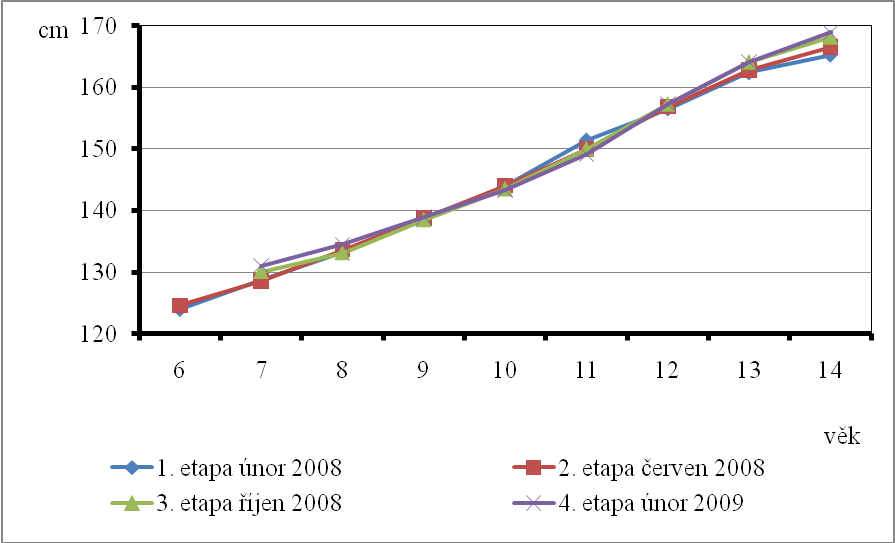 cm
170
160
150
140
130
120
6 7 8 9 10 11 12 13 14
věk
1. etapa únor 2008
2. etapa červen 2008
3. etapa říjen 2008
4. etapa únor 2009